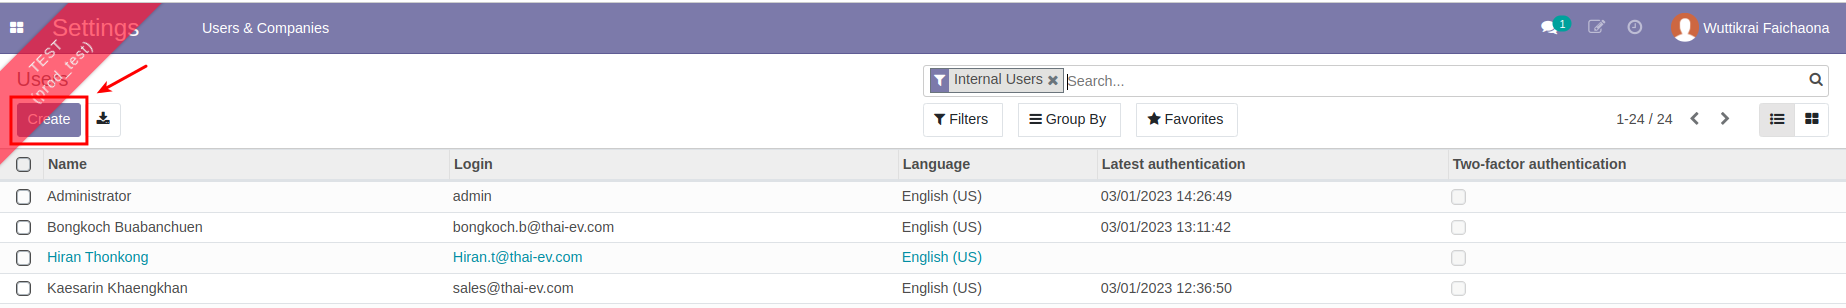 Settings
Users & Companies
1
Wuttikrai Faichaona
TEST
(prod_test)
Users
Internal Users
Search...
Create
Filters
Group By
Favorites
1-24 / 24
Name Login Language Latest authentication Two-factor authentication
Administrator admin English (US) 03/01/2023 14:26:49
Bongkoch Buabanchuen bongkoch.b@thai-ev.com English (US) 03/01/2023 13:11:42
Hiran Thonkong Hiran.t@thai-ev.com English (US)
Kaesarin Khaengkhan sales@thai-ev.com English (US) 03/01/2023 12:36:50